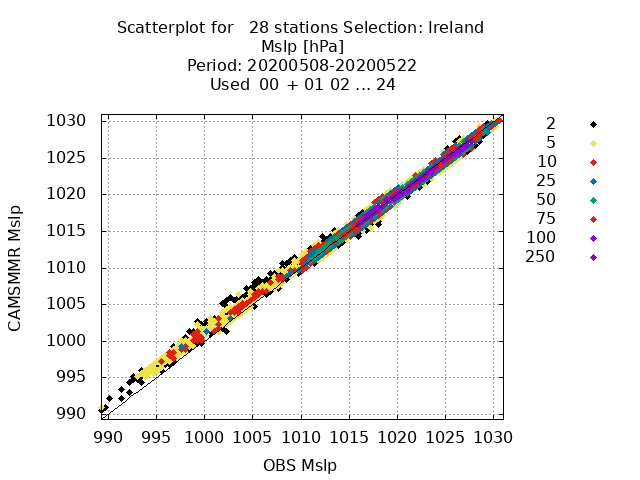 Scatterplot for   28 stations Selection: Ireland
Mslp [hPa]
Period: 20200508-20200522
Used  00 + 01 02 ... 24
CAMSMMR Mslp
1030
1025
1020
1015
1010
1005
1000
995
990
990 995 1000 1005 1010 1015 1020 1025 1030
OBS Mslp
2
5
10
25
50
75
100
250